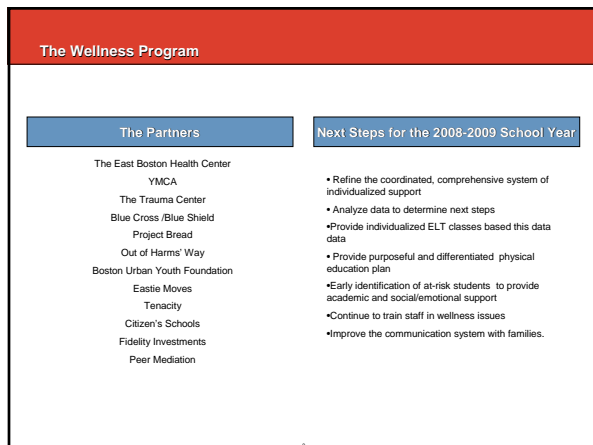 The Wellness Program
The Partners
The East Boston Health Center
YMCA
The Trauma Center
Blue Cross /Blue Shield
Project Bread
Out of Harms' Way
Boston Urban Youth Foundation
Eastie Moves
Tenacity
Citizen's Schools
Fidelity Investments
Peer Mediation
Next Steps for the 2008-2009 School Year
• Refine the coordinated, comprehensive system of
individualized support
• Analyze data to determine next steps
•Provide individualized ELT classes based this data
data
• Provide purposeful and differentiated physical
education plan
•Early identification of at-risk students to provide
academic and social/emotional support
•Continue to train staff in wellness issues
•Improve the communication system with families.